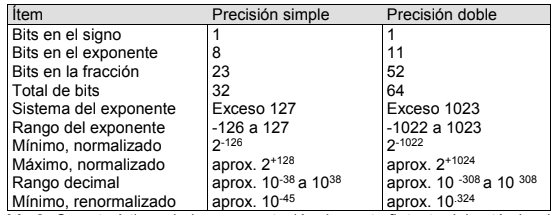 Ítem Precisión simple Precisión doble
Bits en el signo 1 1
Bits en el exponente 8 11
Bits en la fracción 23 52
Total de bits 32 64
Sistema del exponente Exceso 127 Exceso 1023
Rango del exponente -126 a 127 -1022 a 1023
Mínimo, normalizado 2⁻¹²⁶ 2⁻¹⁰²²
Máximo, normalizado aprox. 2⁺¹²⁸ aprox. 2⁺¹⁰²⁴
Rango decimal aprox. 10⁻³⁸ a 10³⁸ aprox. 10 ⁻³⁰⁸ a 10 ³⁰⁸
Mínimo, renormalizado aprox. 10⁻⁴⁵ aprox. 10⁻³²⁴